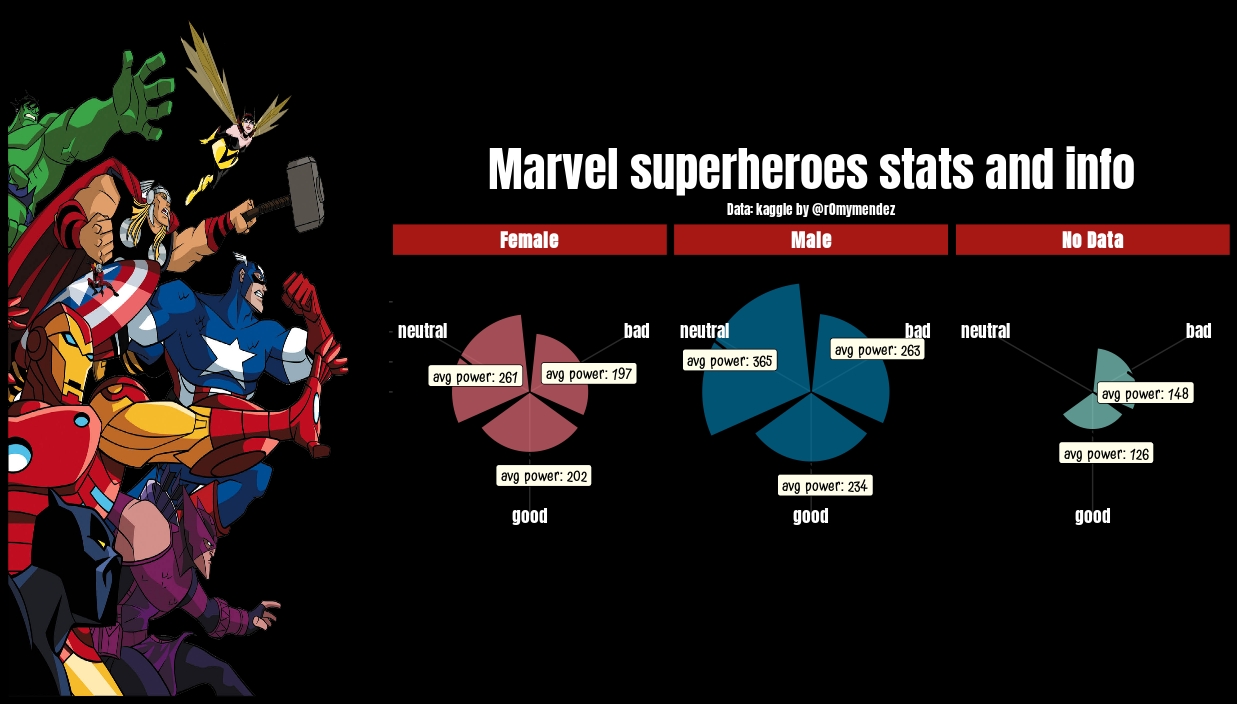 Marvel superheroes stats and info
Data: kaggle by @r0mymendez
Female
Male
No Data
neutral
bad
avg power: 261
avg power: 197
avg power: 202
good
neutral
bad
avg power: 365
avg power: 263
avg power: 234
good
neutral
bad
avg power: 148
avg power: 126
good